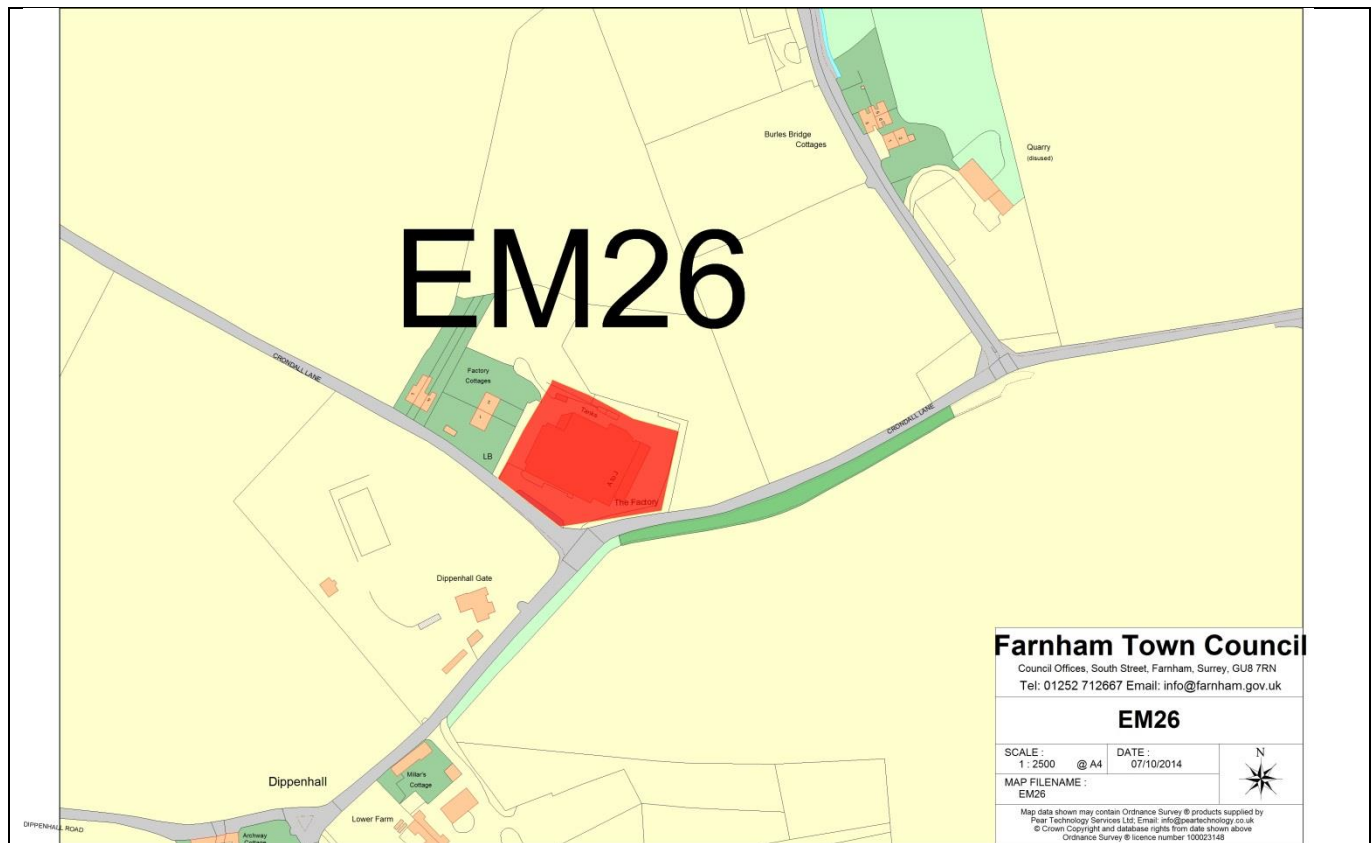 Burles Bridge
Cottages
Quarry
(disused)
EM26
CRONDALL LANE
Factory
Cottages
Tanks
LB
A to J
The Factory
CRONDALL LANE
Dippenhall Gate
Dippenhall
Millar's
Cottage
Lower Farm
DIPPENHALL ROAD
Archway
Cottage
Farnham Town Council
Council Offices, South Street, Farnham, Surrey, GU8 7RN
Tel: 01252 712667 Email: info@farnham.gov.uk
EM26
SCALE :
1 : 2500 @ A4
DATE :
07/10/2014
N
MAP FILENAME :
EM26
Map data shown may contain Ordnance Survey ® products supplied by
Pear Technology Services Ltd; Email: info@peartechnology.co.uk
© Crown Copyright and database rights from date shown above
Ordnance Survey ® licence number 100023148